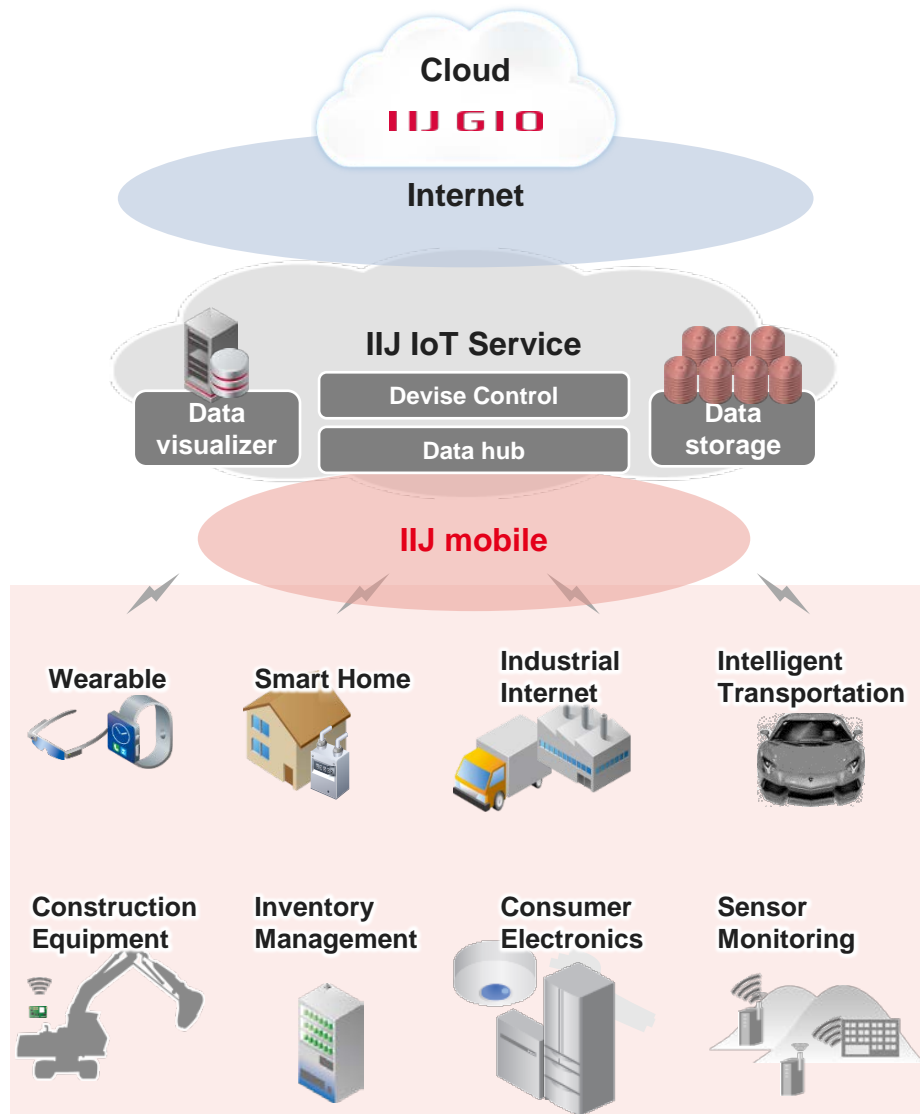 Cloud
IIJ GIO
Internet
IIJ IoT Service
Devise Control
Data hub
Data
visualizer
Data
storage
IIJ mobile
Wearable
Smart Home
Industrial
Internet
Intelligent
Transportation
Construction
Equipment
Inventory
Management
Consumer
Electronics
Sensor
Monitoring